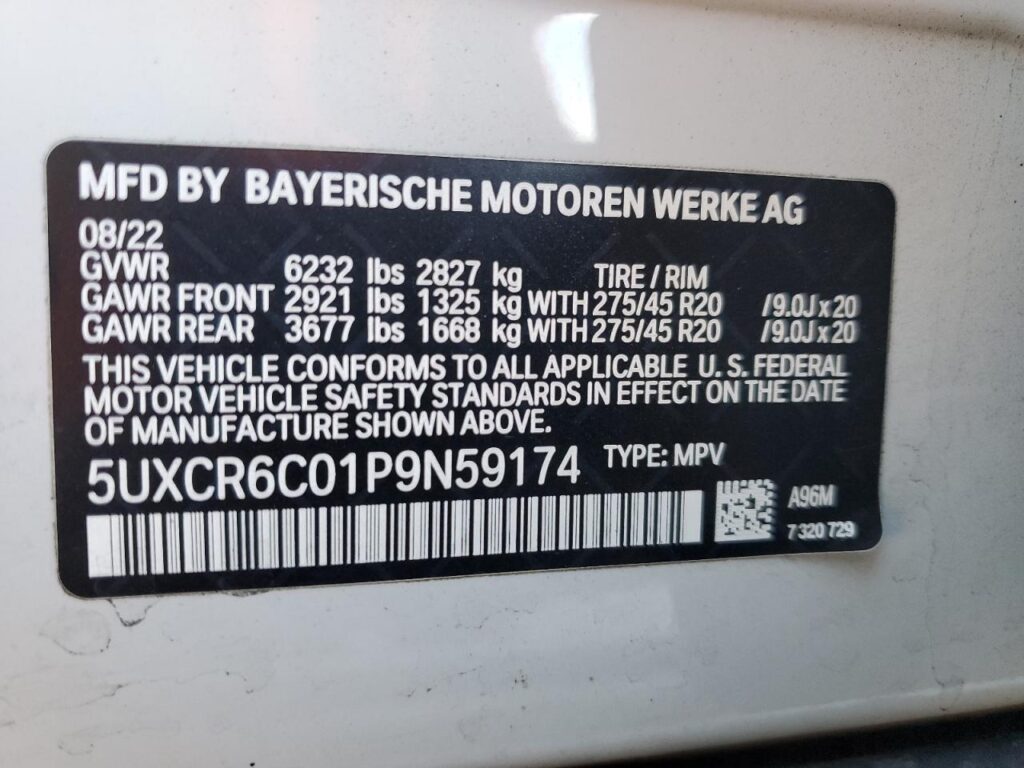 MFD BY BAYERISCHE MOTOREN WERKE AG
08/22
GVWR 6232 lbs 2827 kg TIRE / RIM
GAWR FRONT 2921 lbs 1325 kg WITH 275/45 R20 /9.0J x 20
GAWR REAR 3677 lbs 1668 kg WITH 275/45 R20 /9.0J x 20
THIS VEHICLE CONFORMS TO ALL APPLICABLE U. S. FEDERAL
MOTOR VEHICLE SAFETY STANDARDS IN EFFECT ON THE DATE
OF MANUFACTURE SHOWN ABOVE.
5UXCR6C01P9N59174 TYPE: MPV
A96M
7 320 729